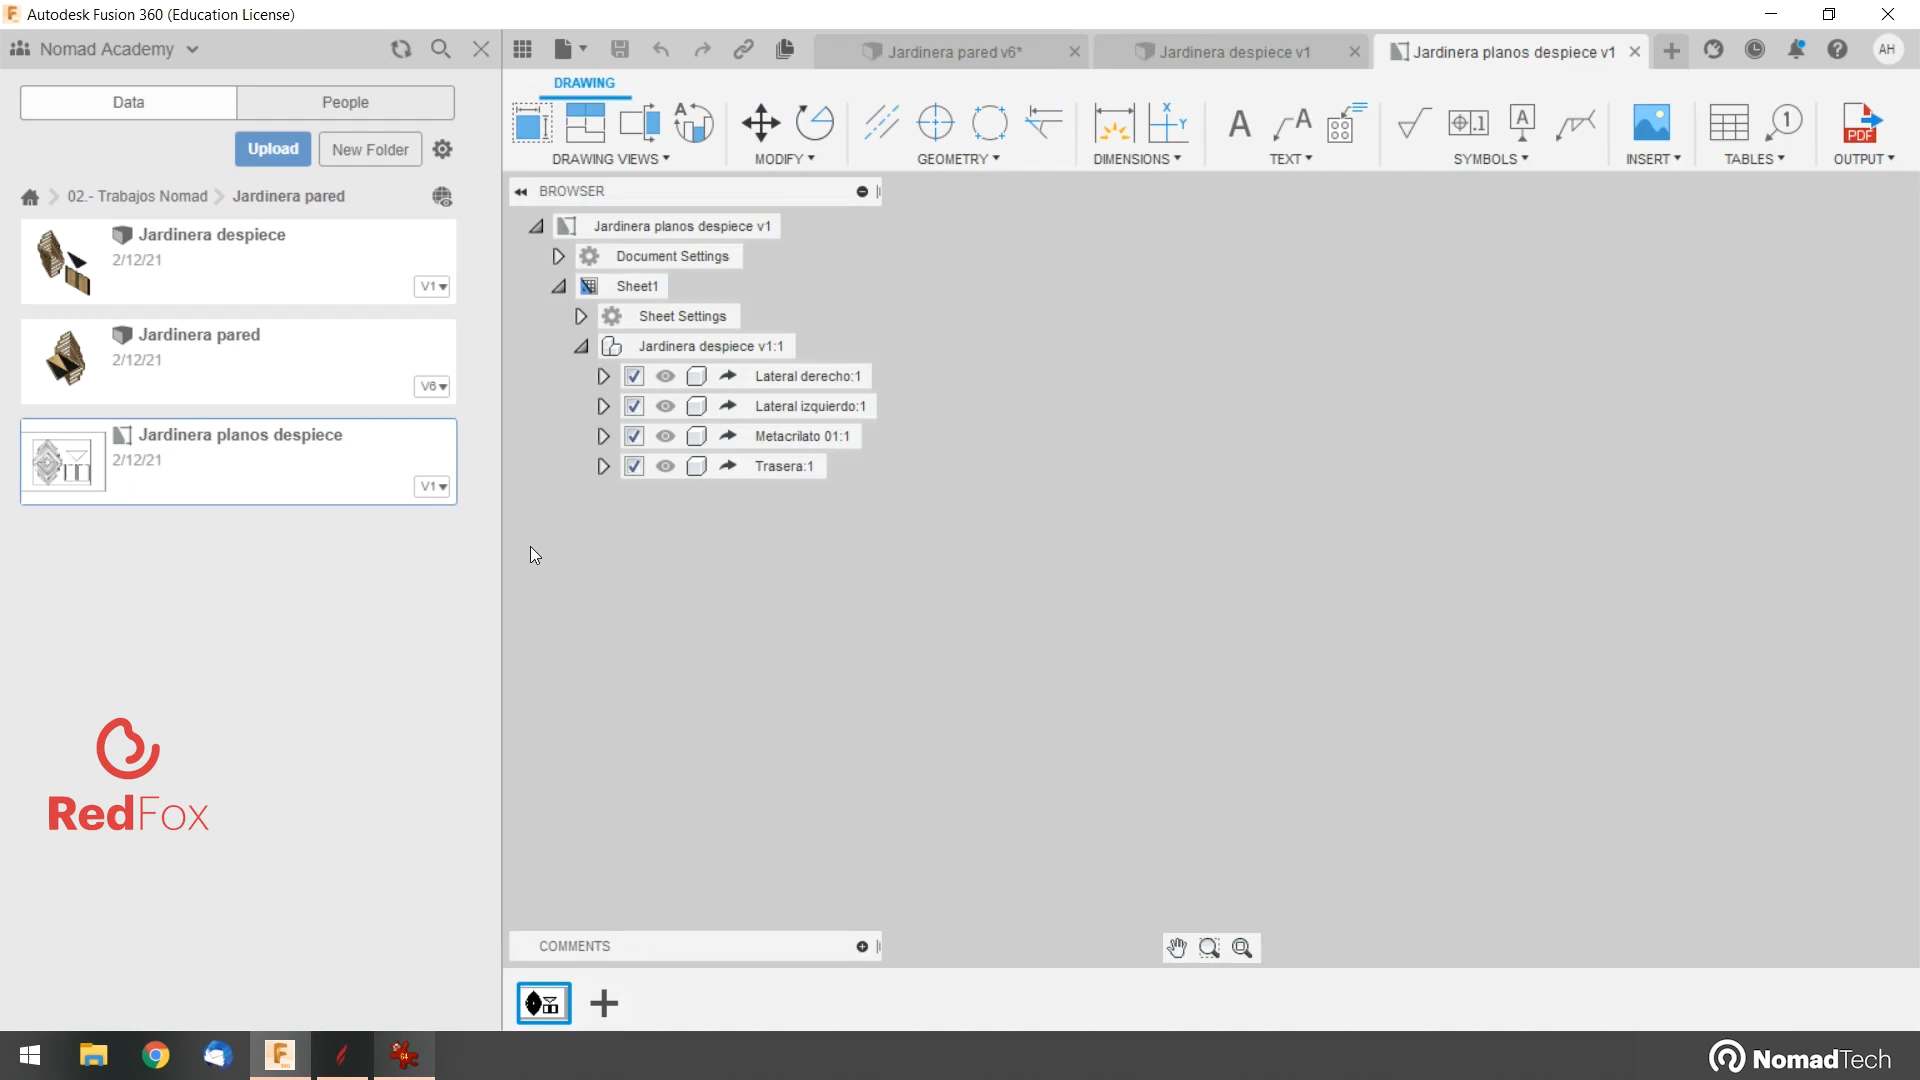 Autodesk Fusion 360 (Education License)
Nomad Academy
Jardinera pared v6*
Jardinera despiece v1
Jardinera planos despiece v1
AH
Data
People
DRAWING
Upload
New Folder
DRAWING VIEWS
MODIFY
GEOMETRY
DIMENSIONS
TEXT
SYMBOLS
INSERT
TABLES
OUTPUT
PDF
02.- Trabajos Nomad
Jardinera pared
BROWSER
Jardinera despiece
2/12/21
V1
Jardinera pared
2/12/21
V6
Jardinera planos despiece
2/12/21
V1
Jardinera planos despiece v1
Document Settings
Sheet1
Sheet Settings
Jardinera despiece v1:1
Lateral derecho:1
Lateral izquierdo:1
Metacrilato 01:1
Trasera:1
RedFox
COMMENTS
NomadTech